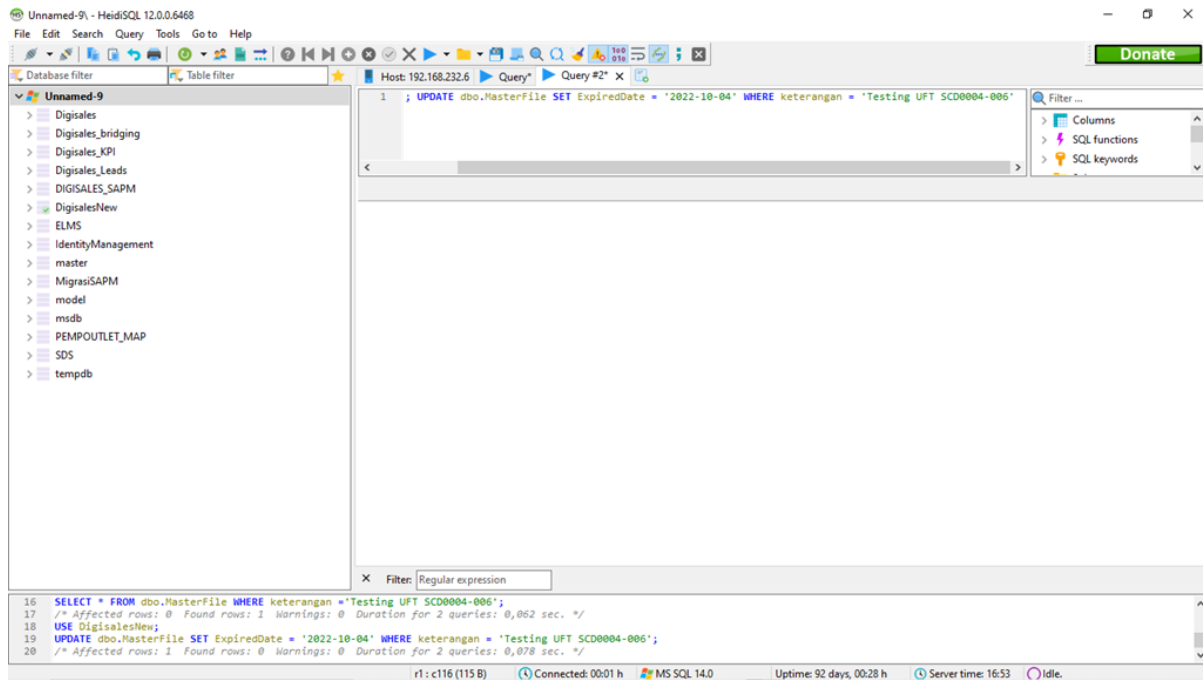 Unnamed-9\ - HeidiSQL 12.0.0.6468
File Edit Search Query Tools Go to Help
Donate
Database filter Table filter
Host: 192.168.232.6 Query* Query #2*
Unnamed-9
Digisales
Digisales_bridging
Digisales_KPI
Digisales_Leads
DIGISALES_SAPM
DigisalesNew
ELMS
IdentityManagement
master
MigrasiSAPM
model
msdb
PEMPOUTLET_MAP
SDS
tempdb
1 ; UPDATE dbo.MasterFile SET ExpiredDate = '2022-10-04' WHERE keterangan = 'Testing UFT SCD0004-006'
Filter ...
Columns
SQL functions
SQL keywords
Filter: Regular expression
16 SELECT * FROM dbo.MasterFile WHERE keterangan ='Testing UFT SCD0004-006';
17 /* Affected rows: 0 Found rows: 1 Warnings: 0 Duration for 2 queries: 0,062 sec. */
18 USE DigisalesNew;
19 UPDATE dbo.MasterFile SET ExpiredDate = '2022-10-04' WHERE keterangan = 'Testing UFT SCD0004-006';
20 /* Affected rows: 1 Found rows: 0 Warnings: 0 Duration for 2 queries: 0,078 sec. */
r1 : c116 (115 B) Connected: 00:01 h MS SQL 14.0 Uptime: 92 days, 00:28 h Server time: 16:53 Idle.